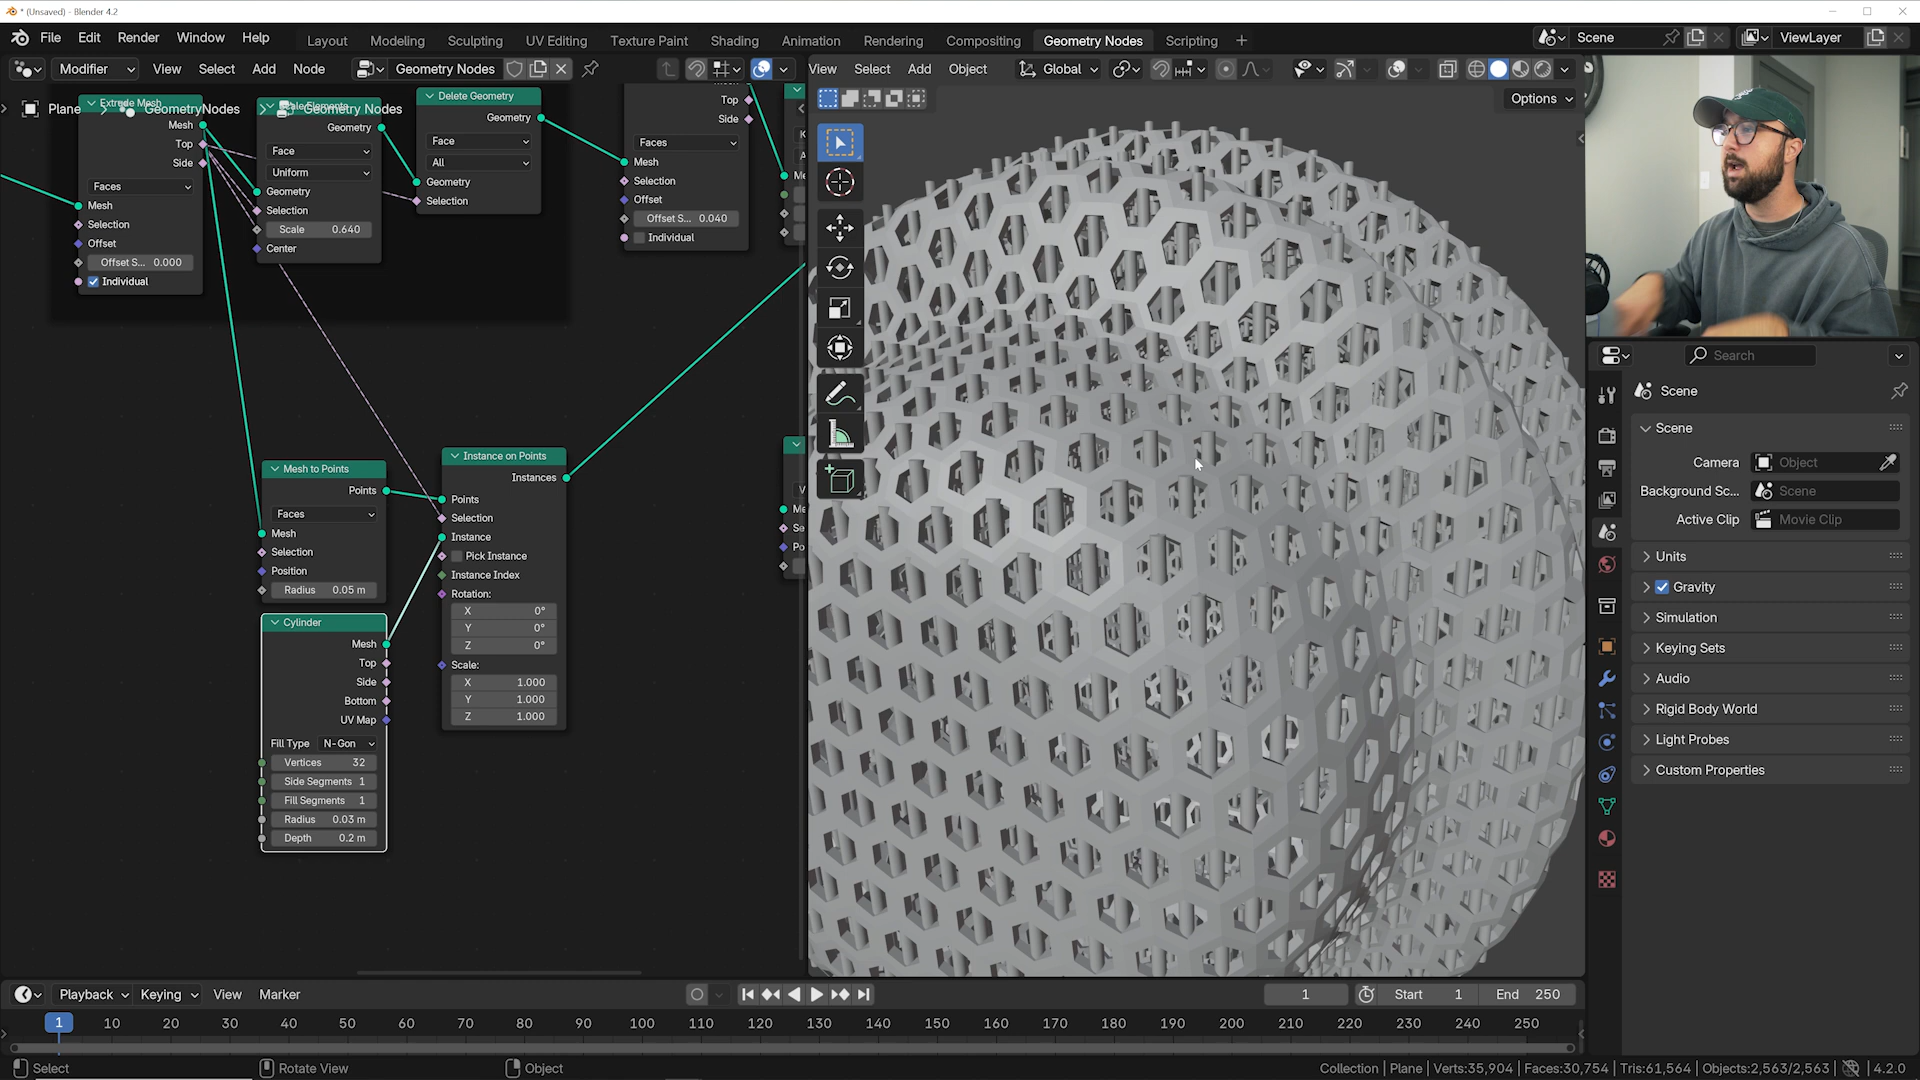 * (Unsaved) - Blender 4.2
File Edit Render Window Help
Layout Modeling Sculpting UV Editing Texture Paint Shading Animation Rendering Compositing Geometry Nodes Scripting +
Scene ViewLayer
Modifier View Select Add Node Geometry Nodes
View Select Add Object Global
Options
Plane GeometryNodes Geometry Nodes
Extrude Mesh
Mesh
Top
Side
Faces
Mesh
Selection
Offset
Offset S... 0.000
Individual
Geometry
Face
Uniform
Geometry
Selection
Scale 0.640
Center
Delete Geometry
Geometry
Face
All
Geometry
Selection
Top
Side
Faces
Mesh
Selection
Offset
Offset S... 0.040
Individual
Mesh to Points
Points
Faces
Mesh
Selection
Position
Radius 0.05 m
Cylinder
Mesh
Top
Side
Bottom
UV Map
Fill Type N-Gon
Vertices 32
Side Segments 1
Fill Segments 1
Radius 0.03 m
Depth 0.2 m
Instance on Points
Instances
Points
Selection
Instance
Pick Instance
Instance Index
Rotation:
X 0°
Y 0°
Z 0°
Scale:
X 1.000
Y 1.000
Z 1.000
Search
Scene
Scene
Camera Object
Background Sc... Scene
Active Clip Movie Clip
Units
Gravity
Simulation
Keying Sets
Audio
Rigid Body World
Light Probes
Custom Properties
Playback Keying View Marker
1 Start 1 End 250
1 10 20 30 40 50 60 70 80 90 100 110 120 130 140 150 160 170 180 190 200 210 220 230 240 250
Select Rotate View Object
Collection | Plane | Verts:35,904 | Faces:30,754 | Tris:61,564 | Objects:2,563/2,563 | 4.2.0